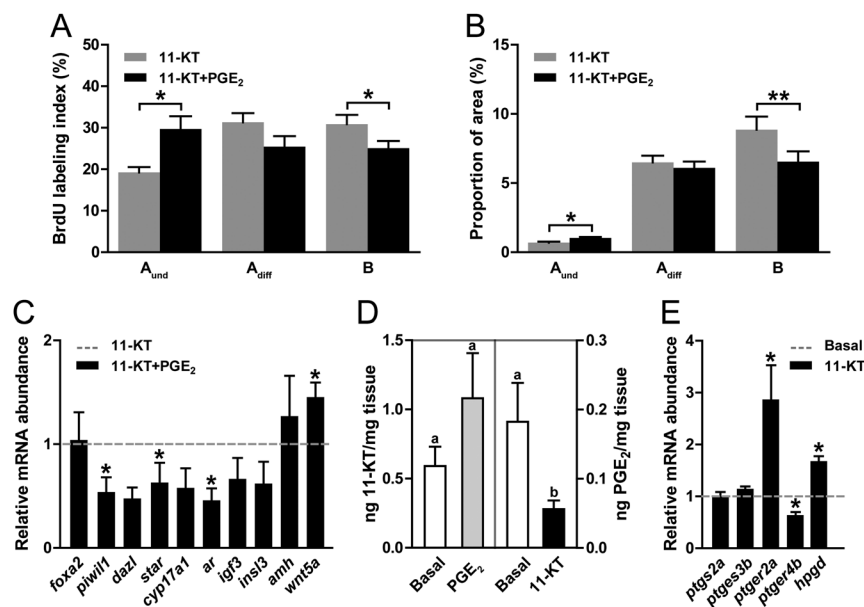 A
BrdU labeling index (%)
50
40
30
20
10
0
11-KT
11-KT+PGE₂
*
*
A_und
A_diff
B
B
Proportion of area (%)
15
10
5
0
11-KT
11-KT+PGE₂
*
**
A_und
A_diff
B
C
Relative mRNA abundance
2
1
0
11-KT
11-KT+PGE₂
*
*
*
*
foxa2
piwil1
dazl
star
cyp17a1
ar
igf3
insl3
amh
wnt5a
D
ng 11-KT/mg tissue
1.5
1.0
0.5
0.0
a
a
a
b
Basal
PGE₂
Basal
11-KT
0.3
0.2
0.1
0.0
ng PGE₂/mg tissue
E
Relative mRNA abundance
4
3
2
1
0
Basal
11-KT
*
*
*
ptgs2a
ptges3b
ptger2a
ptger4b
hpgd